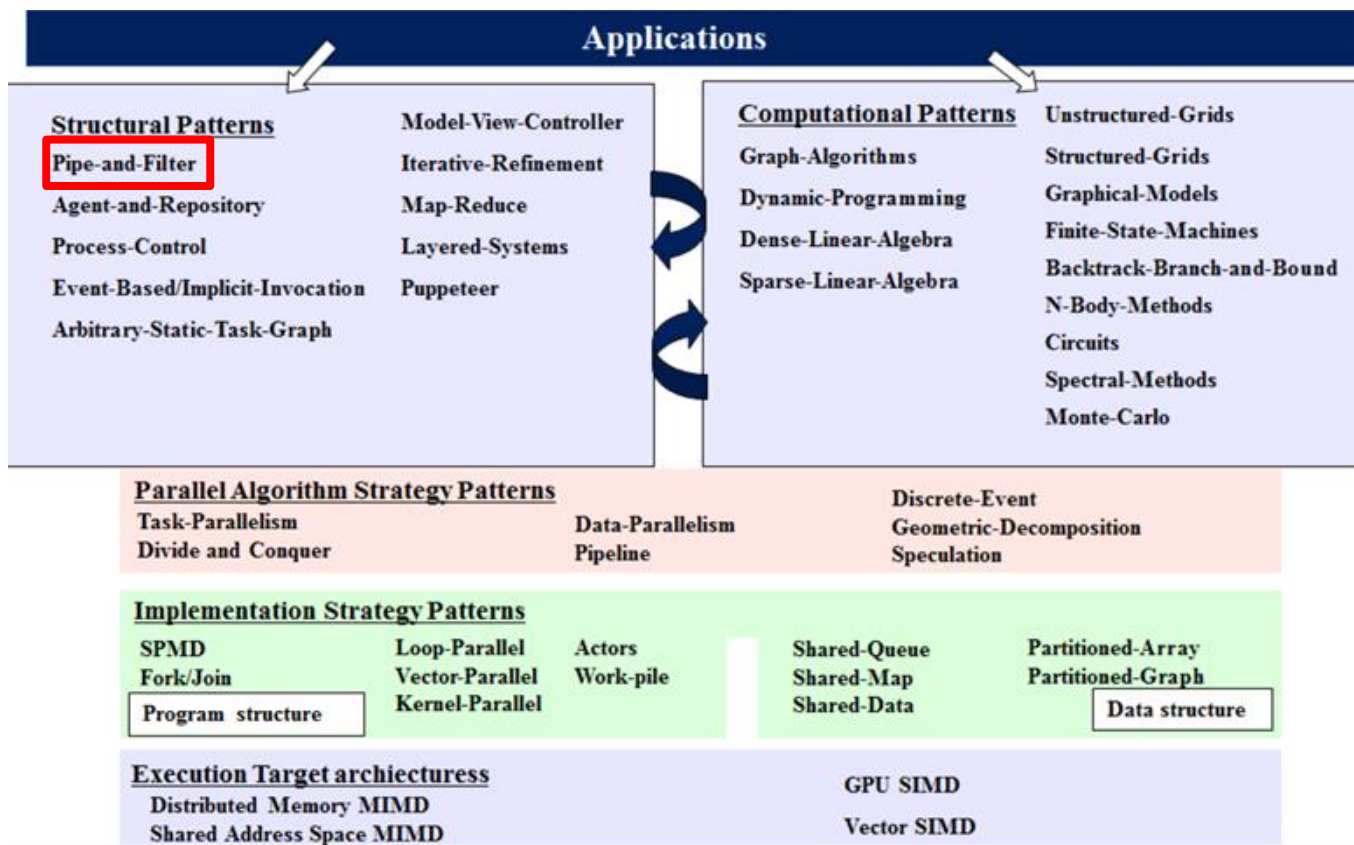 Applications
Structural Patterns
Pipe-and-Filter
Agent-and-Repository
Process-Control
Event-Based/Implicit-Invocation
Arbitrary-Static-Task-Graph
Model-View-Controller
Iterative-Refinement
Map-Reduce
Layered-Systems
Puppeteer
Computational Patterns
Graph-Algorithms
Dynamic-Programming
Dense-Linear-Algebra
Sparse-Linear-Algebra
Unstructured-Grids
Structured-Grids
Graphical-Models
Finite-State-Machines
Backtrack-Branch-and-Bound
N-Body-Methods
Circuits
Spectral-Methods
Monte-Carlo
Parallel Algorithm Strategy Patterns
Task-Parallelism
Divide and Conquer
Data-Parallelism
Pipeline
Discrete-Event
Geometric-Decomposition
Speculation
Implementation Strategy Patterns
SPMD
Fork/Join
Program structure
Loop-Parallel
Vector-Parallel
Kernel-Parallel
Actors
Work-pile
Shared-Queue
Shared-Map
Shared-Data
Partitioned-Array
Partitioned-Graph
Data structure
Execution Target archiecturess
Distributed Memory MIMD
Shared Address Space MIMD
GPU SIMD
Vector SIMD